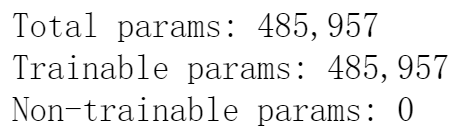 Total params: 485,957
Trainable params: 485,957
Non-trainable params: 0